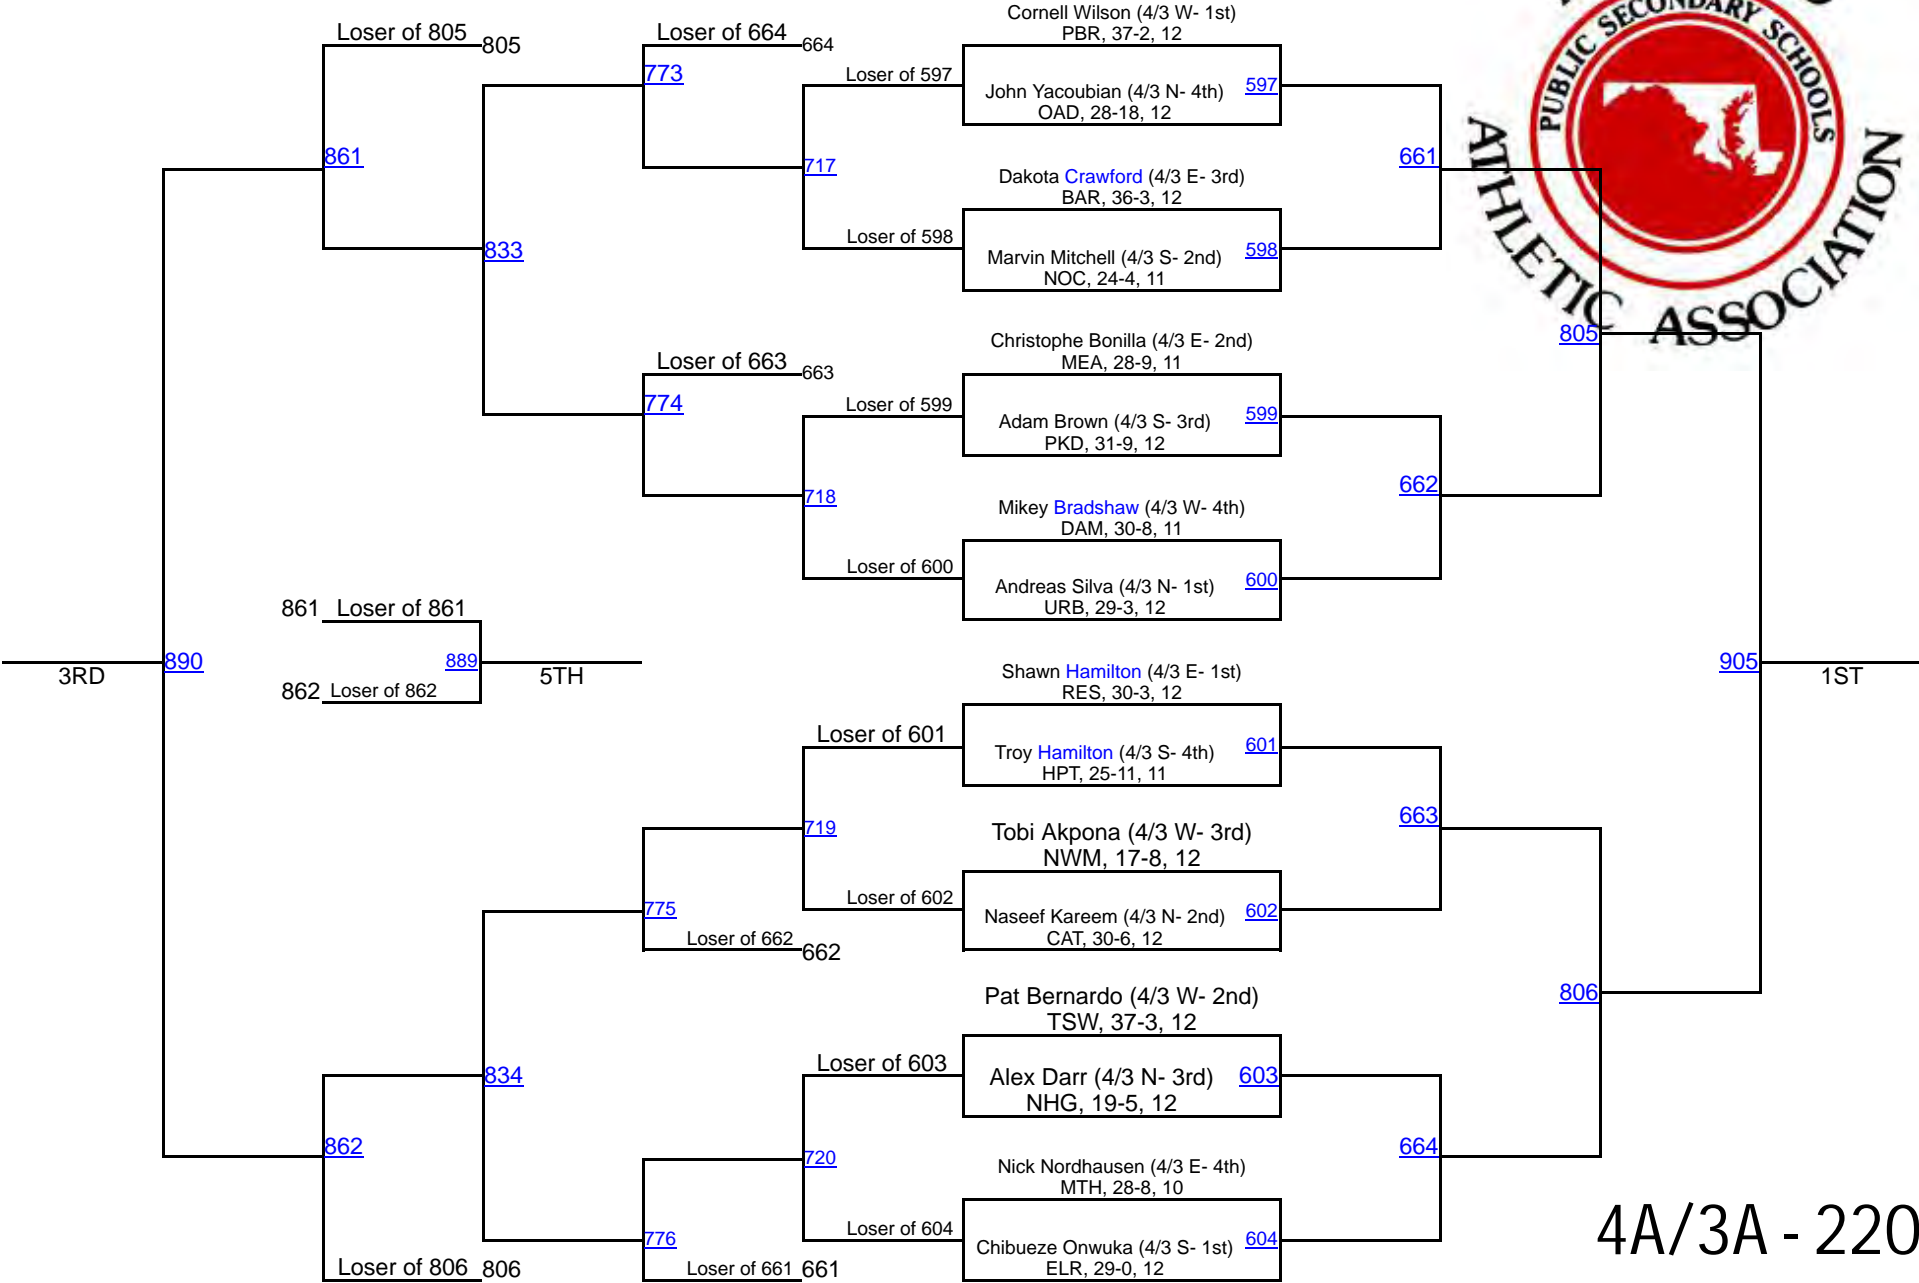 Loser of 805
805
Loser of 664
664
Cornell Wilson (4/3 W- 1st)
PBR, 37-2, 12
773
Loser of 597
John Yacoubian (4/3 N- 4th)
OAD, 28-18, 12
597
861
717
661
Dakota Crawford (4/3 E- 3rd)
BAR, 36-3, 12
833
Loser of 598
Marvin Mitchell (4/3 S- 2nd)
NOC, 24-4, 11
598
PUBLIC SECONDARY SCHOOLS
ATHLETIC ASSOCIATION
805
Christophe Bonilla (4/3 E- 2nd)
MEA, 28-9, 11
Loser of 663
663
774
Loser of 599
Adam Brown (4/3 S- 3rd)
PKD, 31-9, 12
599
718
662
Mikey Bradshaw (4/3 W- 4th)
DAM, 30-8, 11
Loser of 600
Andreas Silva (4/3 N- 1st)
URB, 29-3, 12
600
861
Loser of 861
3RD
890
889
5TH
862
Loser of 862
905
1ST
Shawn Hamilton (4/3 E- 1st)
RES, 30-3, 12
Loser of 601
Troy Hamilton (4/3 S- 4th)
HPT, 25-11, 11
601
719
663
Tobi Akpona (4/3 W- 3rd)
NWM, 17-8, 12
775
Loser of 602
Naseef Kareem (4/3 N- 2nd)
CAT, 30-6, 12
602
Loser of 662
662
Pat Bernardo (4/3 W- 2nd)
TSW, 37-3, 12
806
834
Loser of 603
Alex Darr (4/3 N- 3rd)
NHG, 19-5, 12
603
862
720
664
Nick Nordhausen (4/3 E- 4th)
MTH, 28-8, 10
776
Loser of 604
Chibueze Onwuka (4/3 S- 1st)
ELR, 29-0, 12
604
Loser of 806
806
Loser of 661
661
4A/3A - 220